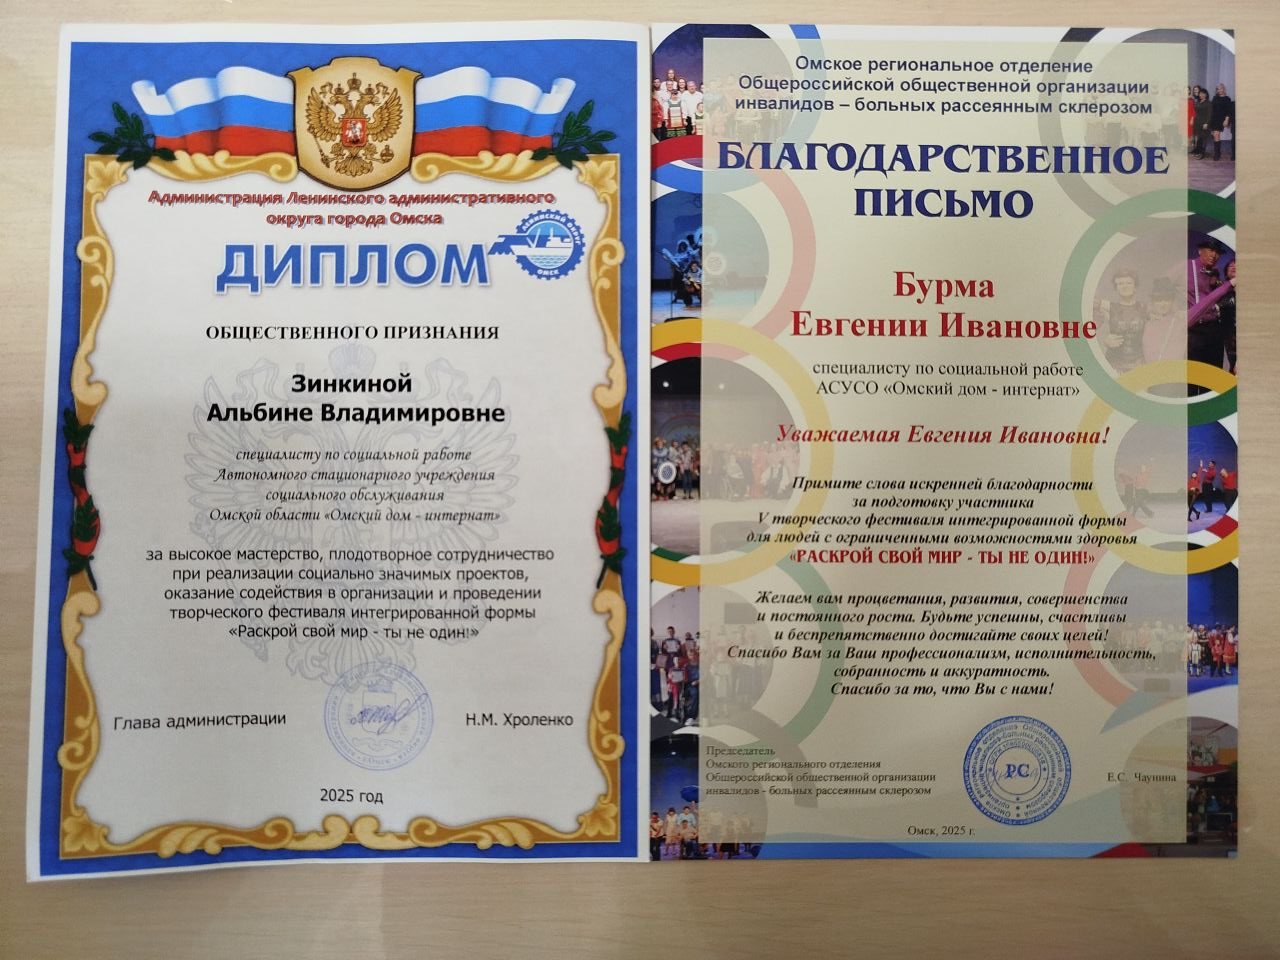 Администрация Ленинского административного
округа города Омска
ДИПЛОМ
ЛЕНИНСКИЙ ОКРУГ
ОМСК
ОБЩЕСТВЕННОГО ПРИЗНАНИЯ
Зинкиной
Альбине Владимировне
специалисту по социальной работе
Автономного стационарного учреждения
социального обслуживания
Омской области «Омский дом - интернат»
за высокое мастерство, плодотворное сотрудничество
при реализации социально значимых проектов,
оказание содействия в организации и проведении
творческого фестиваля интегрированной формы
«Раскрой свой мир - ты не один!»
Глава администрации
Н.М. Хроленко
2025 год
Омское региональное отделение
Общероссийской общественной организации
инвалидов – больных рассеянным склерозом
БЛАГОДАРСТВЕННОЕ
ПИСЬМО
Бурма
Евгении Ивановне
специалисту по социальной работе
АСУСО «Омский дом - интернат»
Уважаемая Евгения Ивановна!
Примите слова искренней благодарности
за подготовку участника
V творческого фестиваля интегрированной формы
для людей с ограниченными возможностями здоровья
«РАСКРОЙ СВОЙ МИР - ТЫ НЕ ОДИН!»
Желаем вам процветания, развития, совершенства
и постоянного роста. Будьте успешны, счастливы
и беспрепятственно достигайте своих целей!
Спасибо Вам за Ваш профессионализм, исполнительность,
собранность и аккуратность.
Спасибо за то, что Вы с нами!
Председатель
Омского регионального отделения
Общероссийской общественной организации
инвалидов - больных рассеянным склерозом
РС
Е.С. Чаунина
Омск, 2025 г.